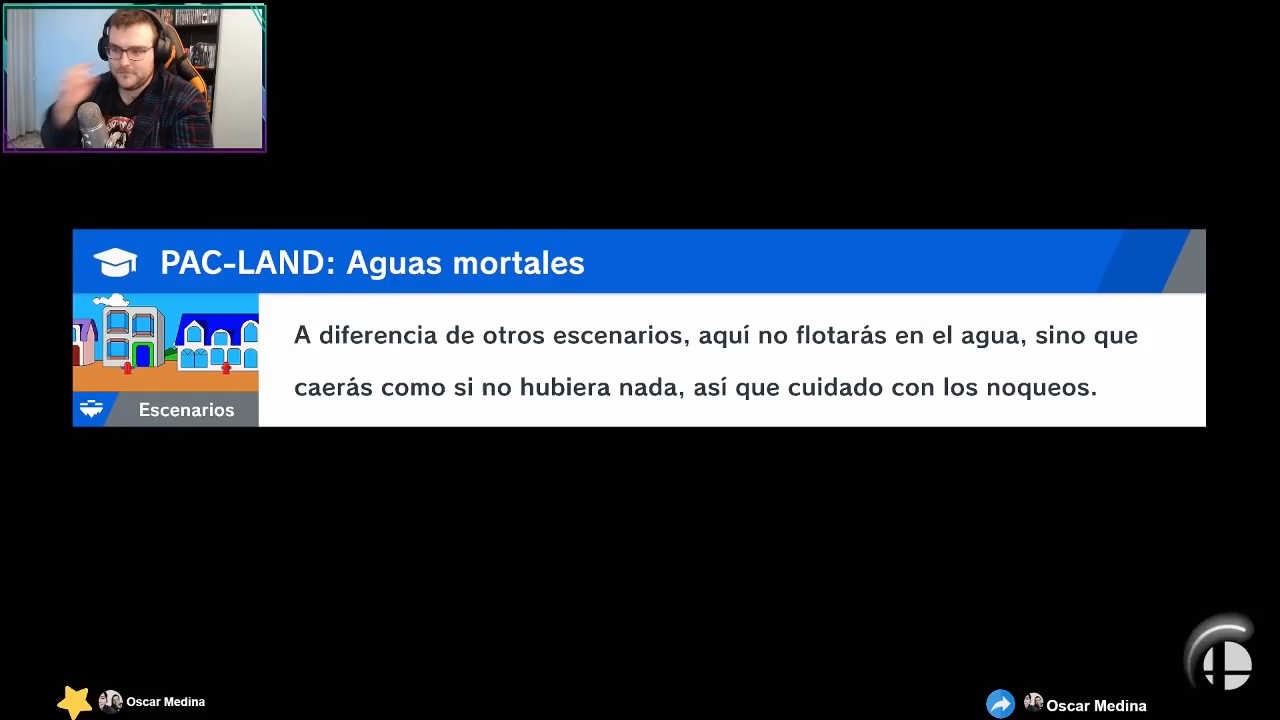 PAC-LAND: Aguas mortales
A diferencia de otros escenarios, aquí no flotarás en el agua, sino que
caerás como si no hubiera nada, así que cuidado con los noqueos.
Escenarios
Oscar Medina
Oscar Medina